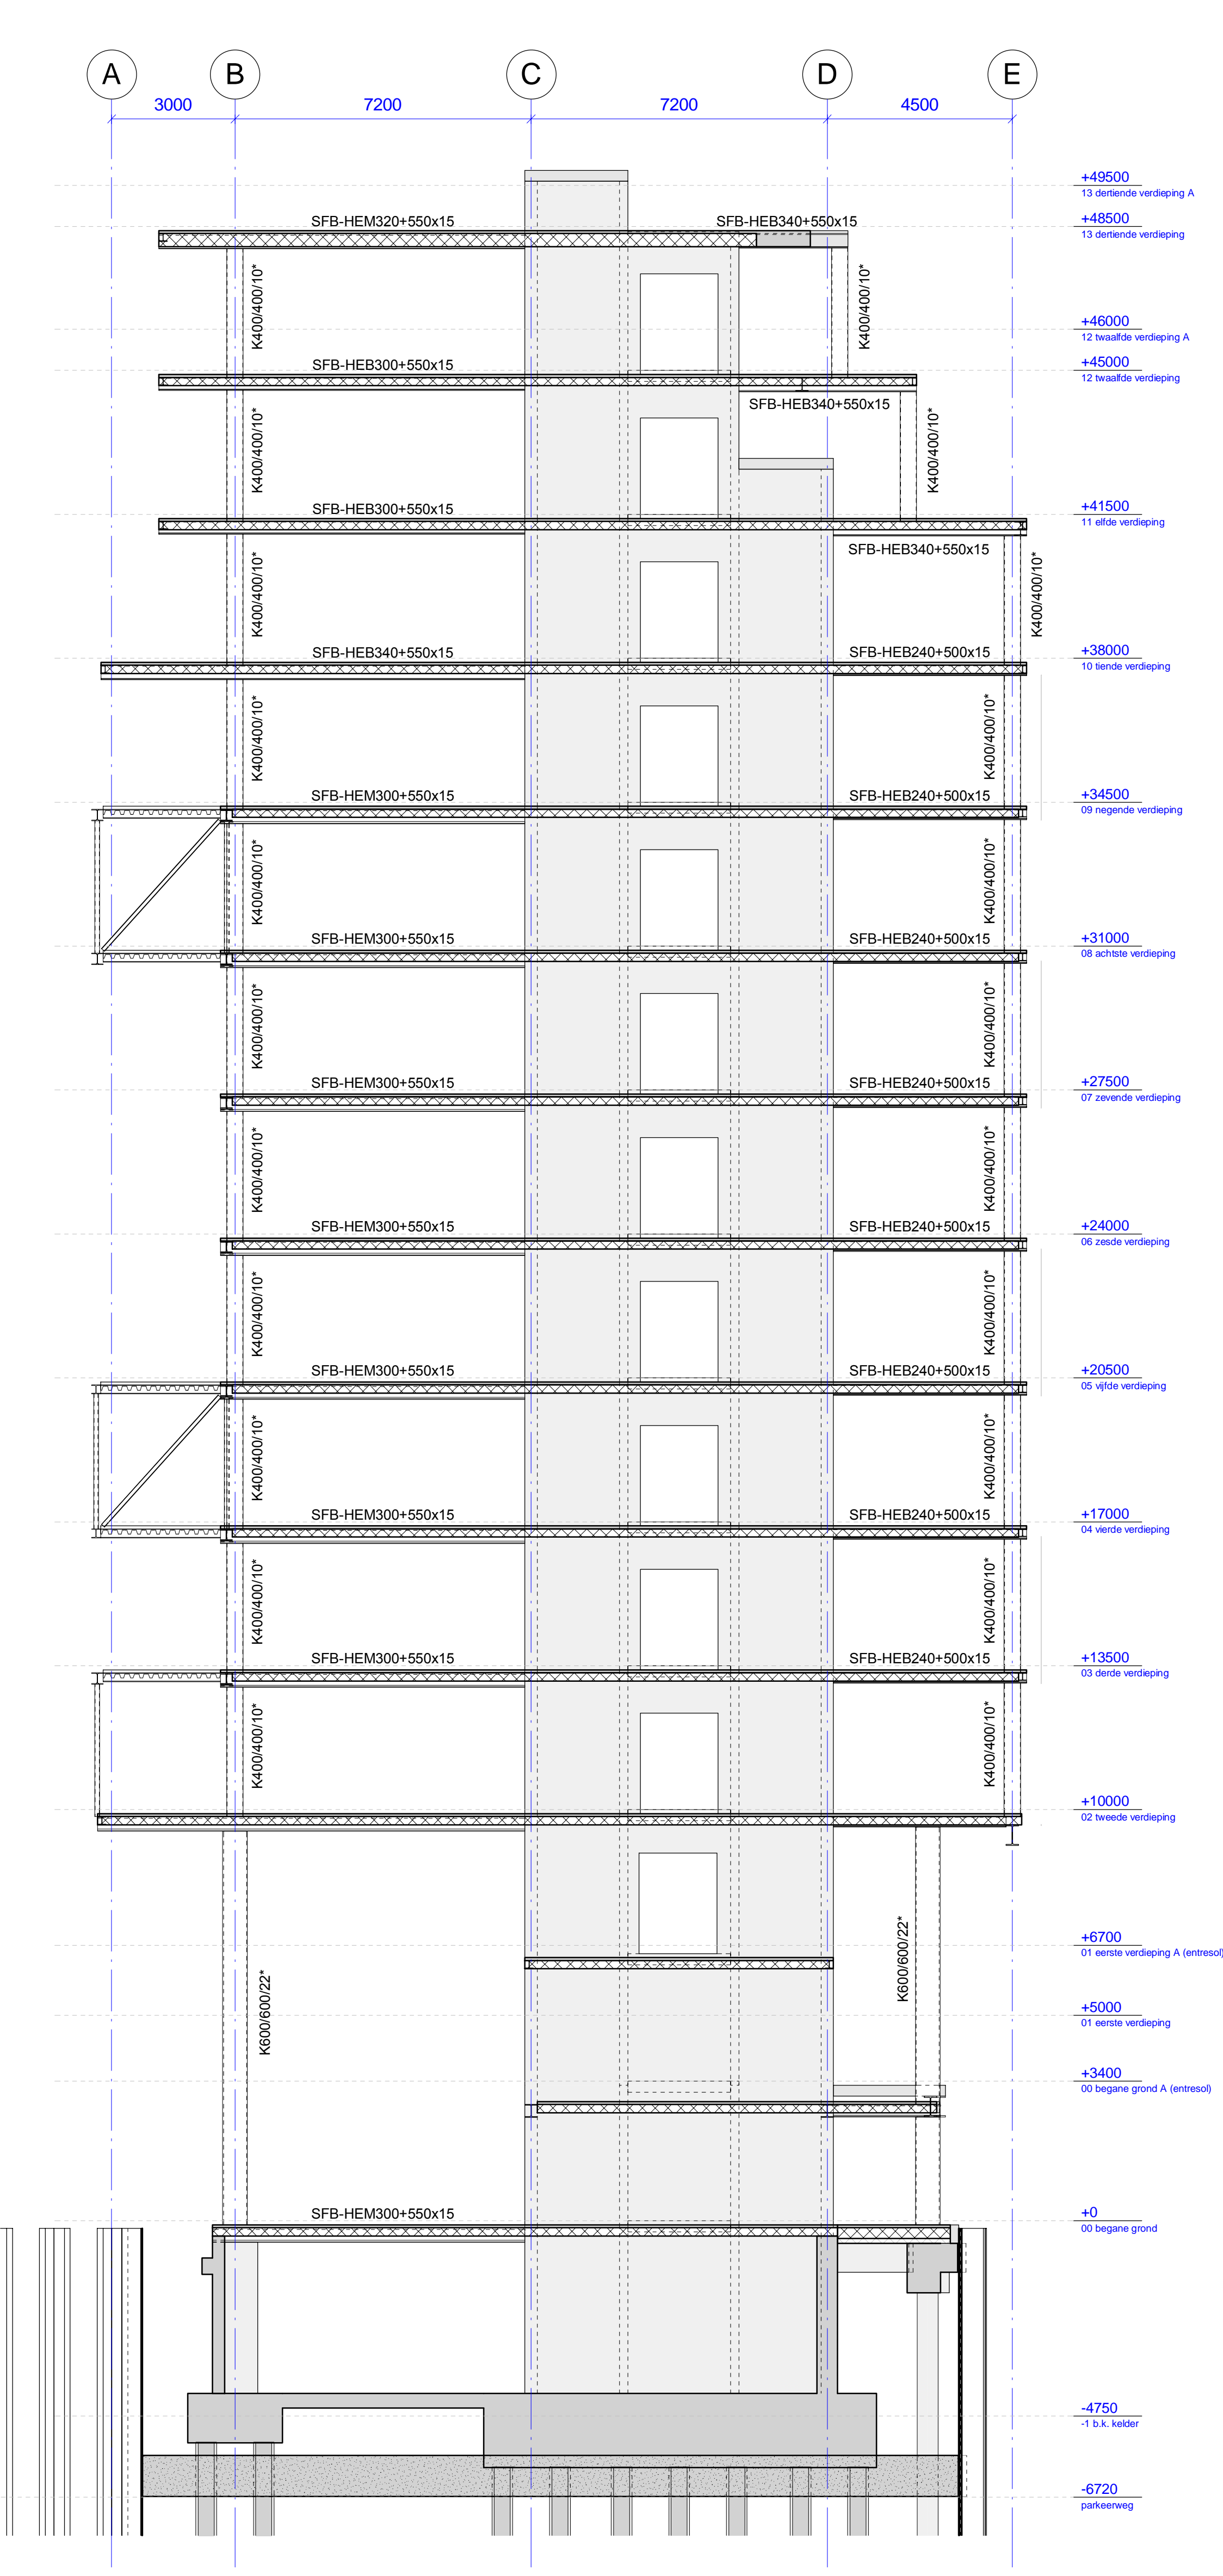 A B C D E
3000 7200 7200 4500
+49500
13 dertiende verdieping A
SFB-HEM320+550x15 SFB-HEB340+550x15
+48500
13 dertiende verdieping
K400/400/10* K400/400/10*
+46000
12 twaalfde verdieping A
SFB-HEB300+550x15
+45000
12 twaalfde verdieping
SFB-HEB340+550x15
K400/400/10* K400/400/10*
SFB-HEB300+550x15
+41500
11 elfde verdieping
SFB-HEB340+550x15
K400/400/10* K400/400/10*
SFB-HEB340+550x15 SFB-HEB240+500x15
+38000
10 tiende verdieping
K400/400/10* K400/400/10*
SFB-HEM300+550x15 SFB-HEB240+500x15
+34500
09 negende verdieping
K400/400/10* K400/400/10*
SFB-HEM300+550x15 SFB-HEB240+500x15
+31000
08 achtste verdieping
K400/400/10* K400/400/10*
SFB-HEM300+550x15 SFB-HEB240+500x15
+27500
07 zevende verdieping
K400/400/10* K400/400/10*
SFB-HEM300+550x15 SFB-HEB240+500x15
+24000
06 zesde verdieping
K400/400/10* K400/400/10*
SFB-HEM300+550x15 SFB-HEB240+500x15
+20500
05 vijfde verdieping
K400/400/10* K400/400/10*
SFB-HEM300+550x15 SFB-HEB240+500x15
+17000
04 vierde verdieping
K400/400/10* K400/400/10*
SFB-HEM300+550x15 SFB-HEB240+500x15
+13500
03 derde verdieping
K400/400/10* K400/400/10*
+10000
02 tweede verdieping
K600/600/22*
+6700
01 eerste verdieping A (entresol)
K600/600/22*
+5000
01 eerste verdieping
+3400
00 begane grond A (entresol)
SFB-HEM300+550x15
+0
00 begane grond
-4750
-1 b.k. kelder
-6720
parkeerweg